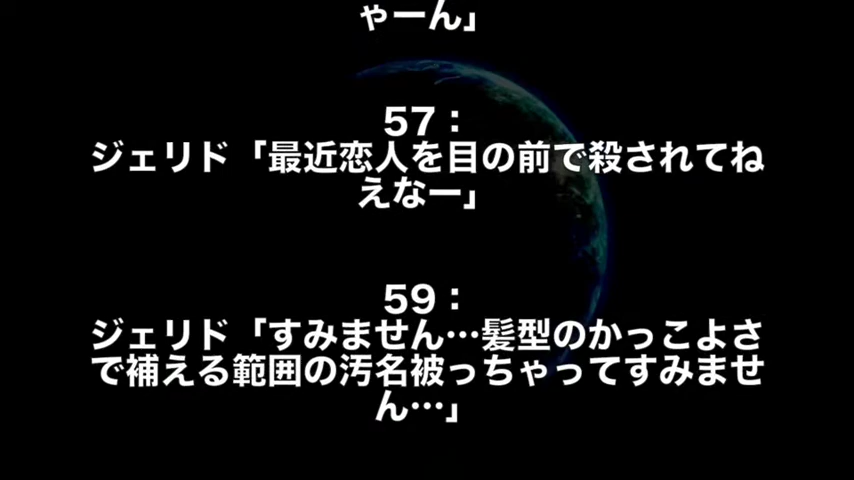 ゃーん」
57：
ジェリド「最近恋人を目の前で殺されてね
えなー」
59：
ジェリド「すみません…髪型のかっこよさ
で補える範囲の汚名被っちゃってすみませ
ん…」